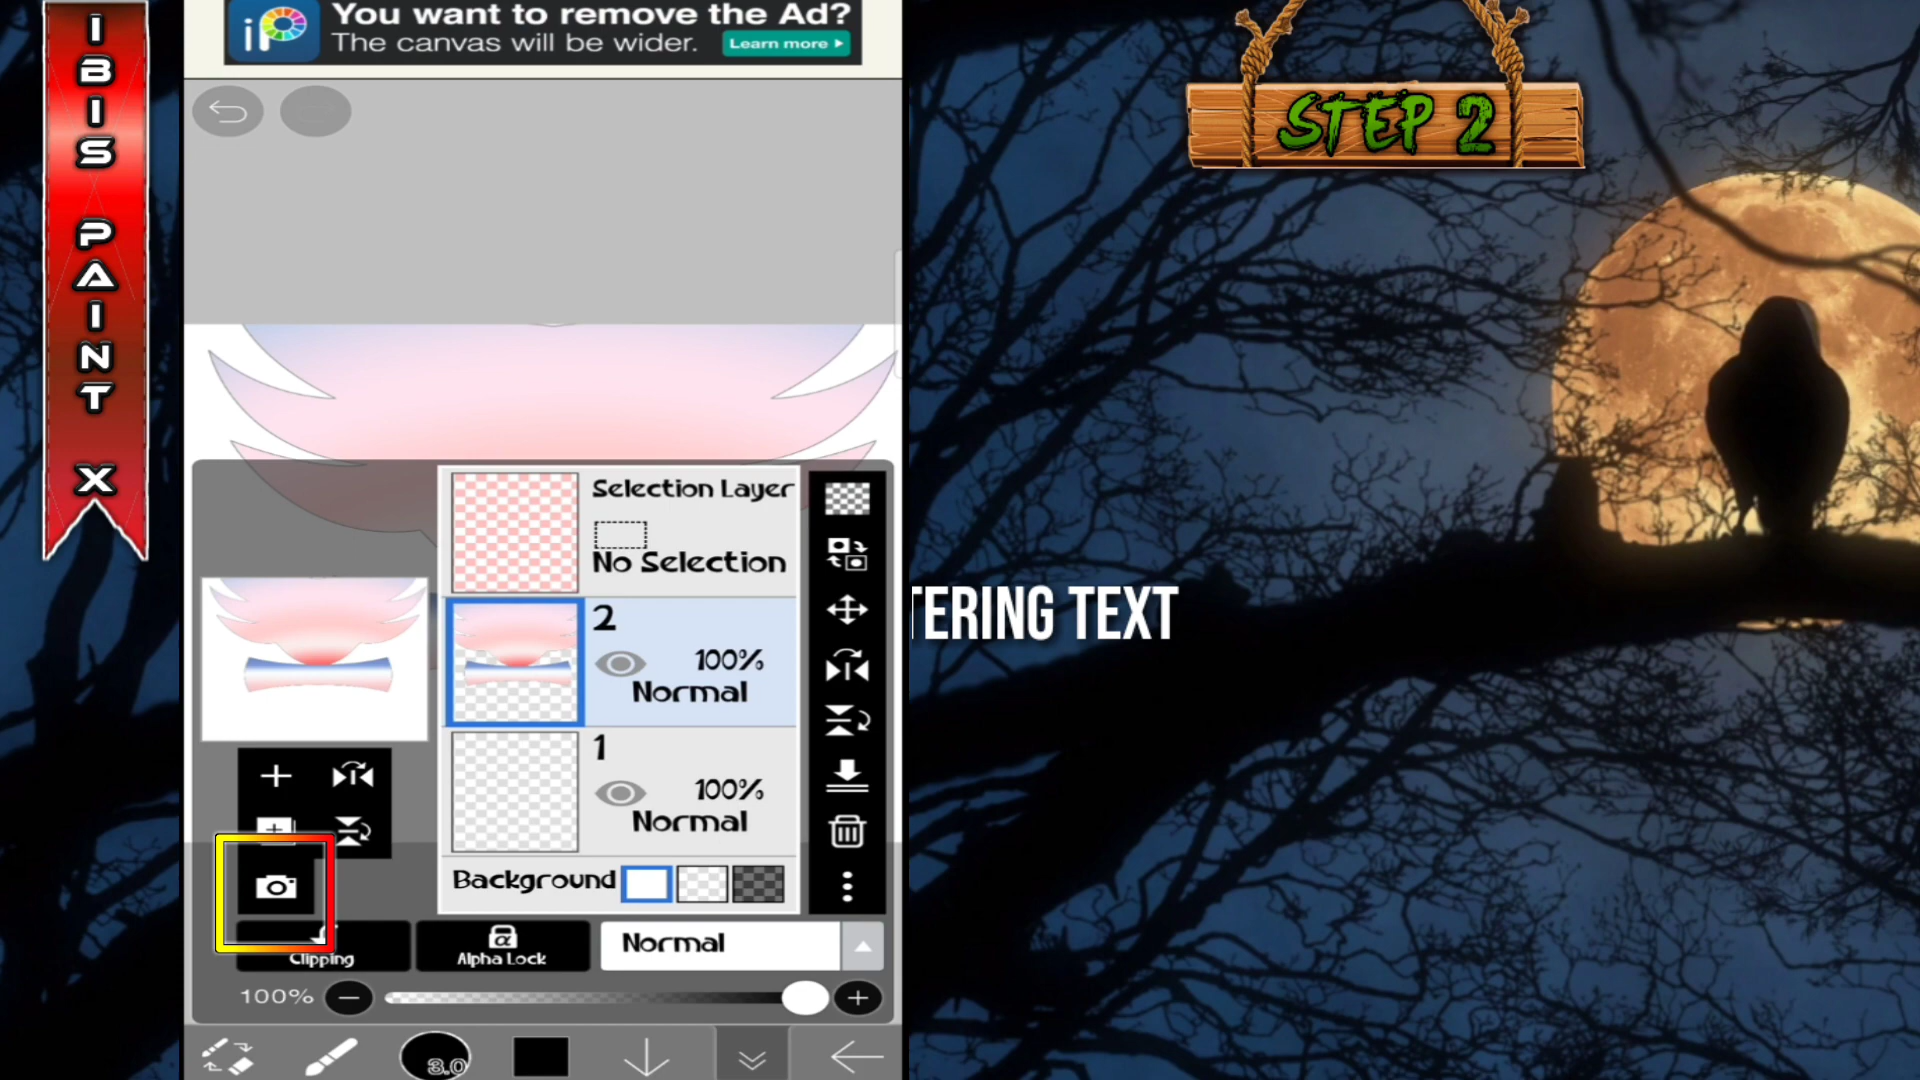 IBIS PAINT X
iP
You want to remove the Ad?
The canvas will be wider.
Learn more
STEP 2
Selection Layer
No Selection
2
100%
Normal
1
100%
Normal
Background
TERING TEXT
Clipping
α
Alpha Lock
Normal
100%
3.0